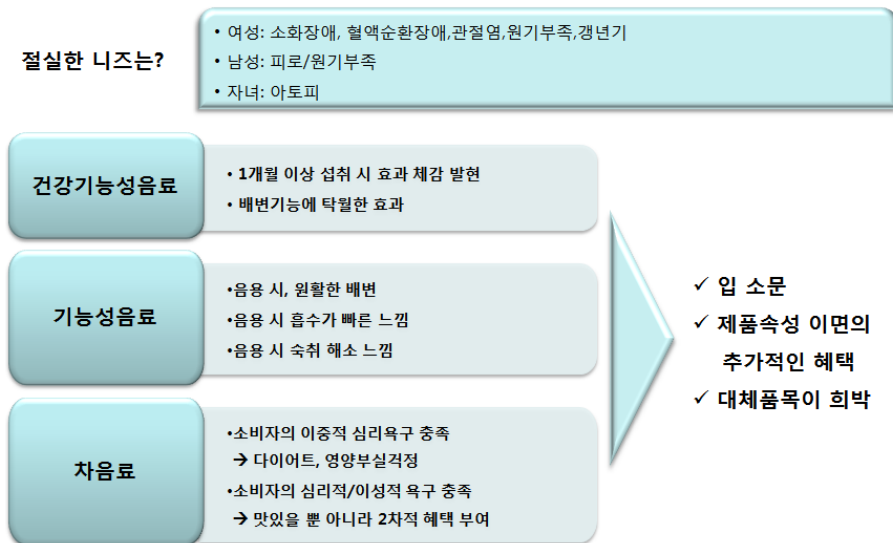 절실한 니즈는?
• 여성: 소화장애, 혈액순환장애,관절염,원기부족,갱년기
• 남성: 피로/원기부족
• 자녀: 아토피
건강기능성음료
• 1개월 이상 섭취 시 효과 체감 발현
• 배변기능에 탁월한 효과
기능성음료
•음용 시, 원활한 배변
•음용 시 흡수가 빠른 느낌
•음용 시 숙취 해소 느낌
차음료
•소비자의 이중적 심리욕구 충족
→ 다이어트, 영양부실걱정
•소비자의 심리적/이성적 욕구 충족
→ 맛있을 뿐 아니라 2차적 혜택 부여
✓ 입 소문
✓ 제품속성 이면의
추가적인 혜택
✓ 대체품목이 희박